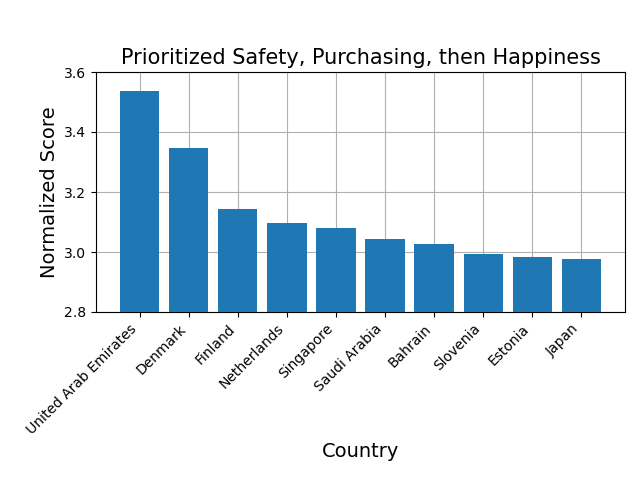 Prioritized Safety, Purchasing, then Happiness
Normalized Score
3.6
3.4
3.2
3.0
2.8
United Arab Emirates
Denmark
Finland
Netherlands
Singapore
Saudi Arabia
Bahrain
Slovenia
Estonia
Japan
Country